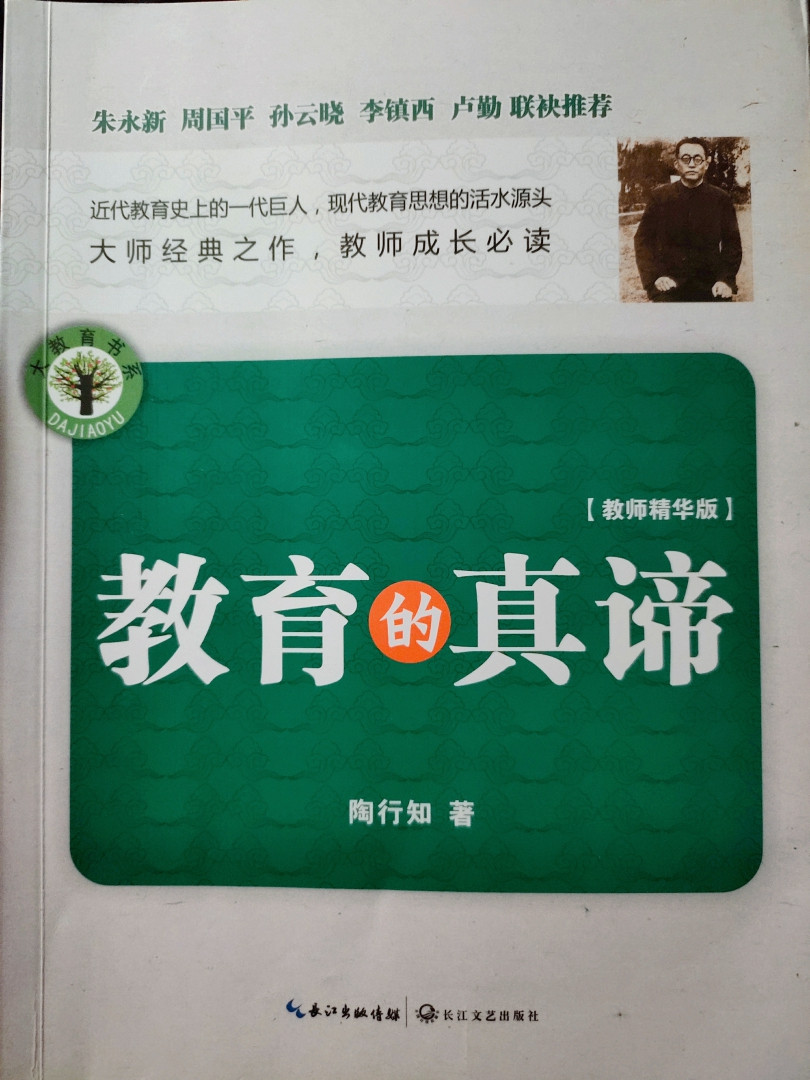 朱永新 周国平 孙云晓 李镇西 卢勤 联袂推荐
近代教育史上的一代巨人，现代教育思想的活水源头
大师经典之作，教师成长必读
大教育书系
DAJIAOYU
【教师精华版】
教育的真谛
陶行知 著
长江出版传媒 长江文艺出版社